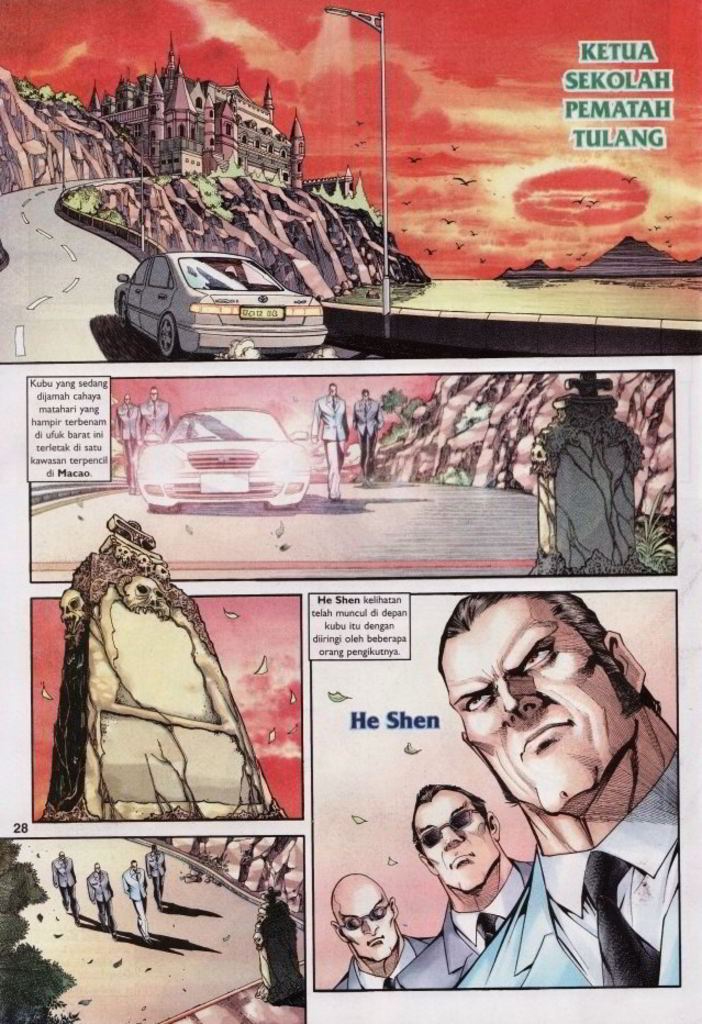 KETUA
SEKOLAH
PEMATAH
TULANG
Kubu yang sedang
dijamah cahaya
matahari yang
hampir terbenam
di ufuk barat ini
terletak di satu
kawasan terpencil
di Macao.
He Shen kelihatan
telah muncul di depan
kubu itu dengan
diiringi oleh beberapa
orang pengikutnya.
He Shen
28